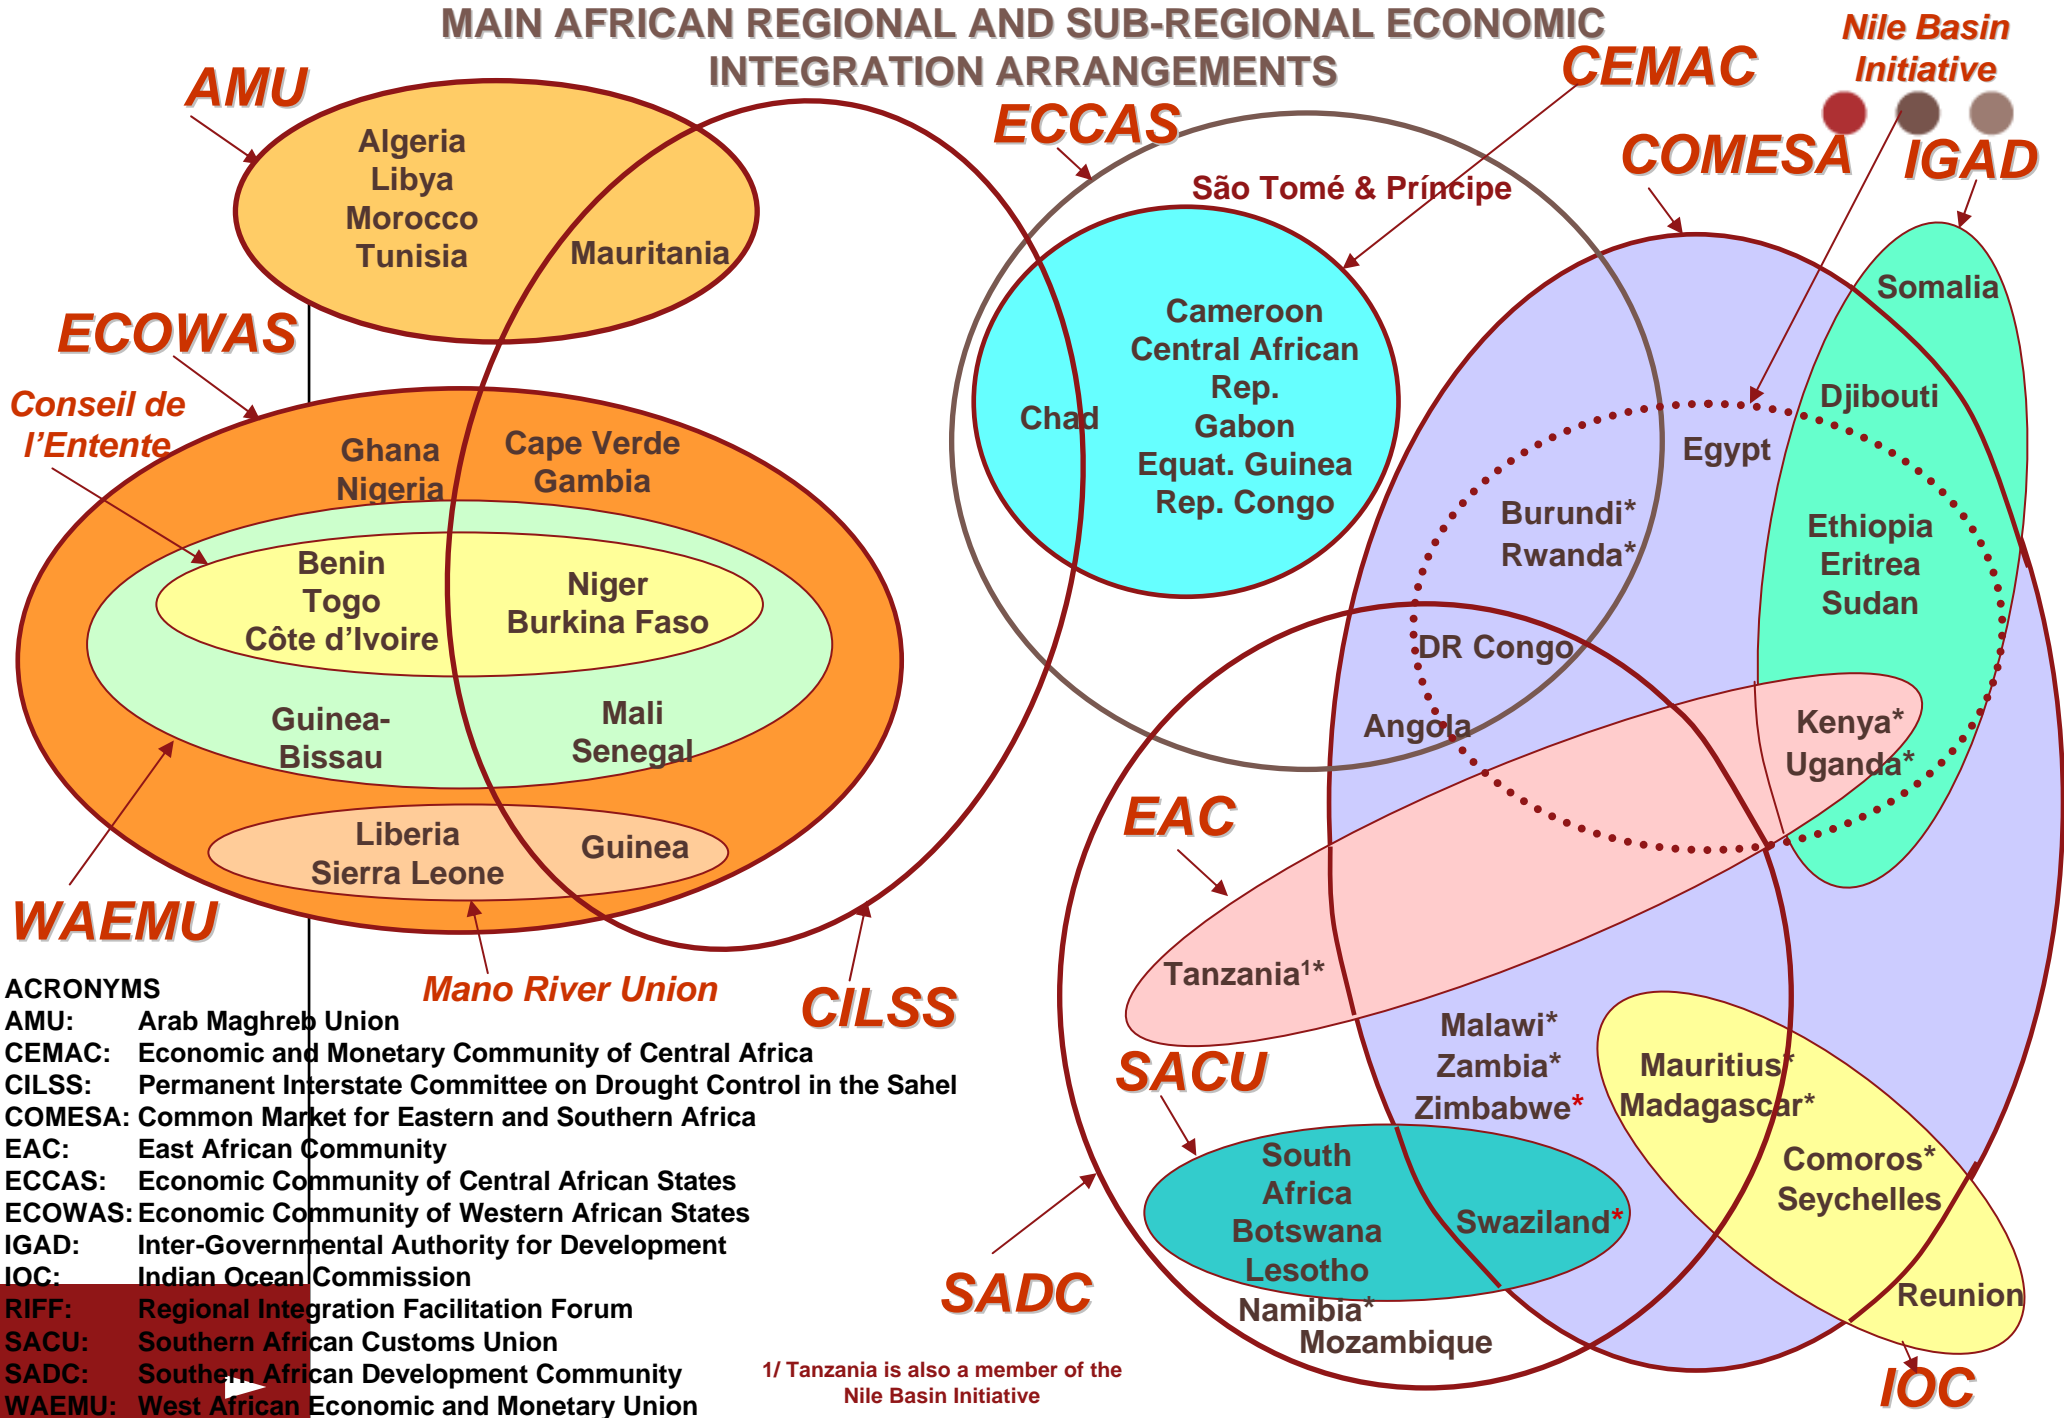 MAIN AFRICAN REGIONAL AND SUB-REGIONAL ECONOMIC
INTEGRATION ARRANGEMENTS
Nile Basin
Initiative
AMU
CEMAC
ECCAS
COMESA
IGAD
Algeria
Libya
Morocco
Tunisia
Mauritania
São Tomé & Príncipe
ECOWAS
Conseil de
l'Entente
Ghana
Nigeria
Cape Verde
Gambia
Benin
Togo
Côte d'Ivoire
Niger
Burkina Faso
Guinea-
Bissau
Mali
Senegal
Liberia
Sierra Leone
Guinea
WAEMU
Mano River Union
CILSS
Chad
Cameroon
Central African
Rep.
Gabon
Equat. Guinea
Rep. Congo
Somalia
Djibouti
Egypt
Burundi*
Rwanda*
Ethiopia
Eritrea
Sudan
DR Congo
Angola
Kenya*
Uganda*
EAC
Tanzania¹*
Malawi*
Zambia*
Zimbabwe*
Mauritius*
Madagascar*
Comoros*
Seychelles
Reunion
SACU
South
Africa
Botswana
Lesotho
Namibia*
Swaziland*
Mozambique
SADC
IOC
ACRONYMS
AMU: Arab Maghreb Union
CEMAC: Economic and Monetary Community of Central Africa
CILSS: Permanent Interstate Committee on Drought Control in the Sahel
COMESA: Common Market for Eastern and Southern Africa
EAC: East African Community
ECCAS: Economic Community of Central African States
ECOWAS: Economic Community of Western African States
IGAD: Inter-Governmental Authority for Development
IOC: Indian Ocean Commission
RIFF: Regional Integration Facilitation Forum
SACU: Southern African Customs Union
SADC: Southern African Development Community
WAEMU: West African Economic and Monetary Union
1/ Tanzania is also a member of the
Nile Basin Initiative